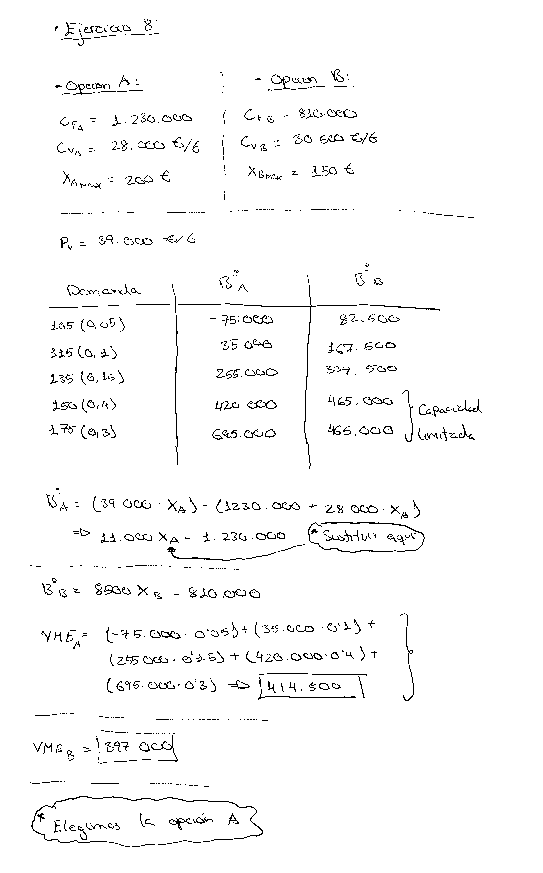 • Ejercicio 8:
- Opción A:
- Opción B:
CFA = 1.230.000
CFB = 810.000
CVA = 28.000 €/t
CVB = 30.500 €/t
XAmax = 200 t
XBmax = 150 t
Pv = 39.000 €/t
Demanda B°A B°B
105 (0,05) -75.000 82.500
115 (0,1) 35.000 167.500
135 (0,15) 255.000 337.500
150 (0,4) 420.000 465.000
175 (0,3) 695.000 465.000
Capacidad
limitada
B°A = (39.000 · XA) - (1230.000 + 28.000 · XA)
⇒ 11.000 XA - 1.230.000
* Sustituir aquí
B°B = 8500 XB - 810.000
VMEA = (-75.000 · 0'05) + (35.000 · 0'1) +
(255.000 · 0'15) + (420.000 · 0'4) +
(695.000 · 0'3) ⇒ 414.500
VMEB = 397.000
* Elegimos la opción A